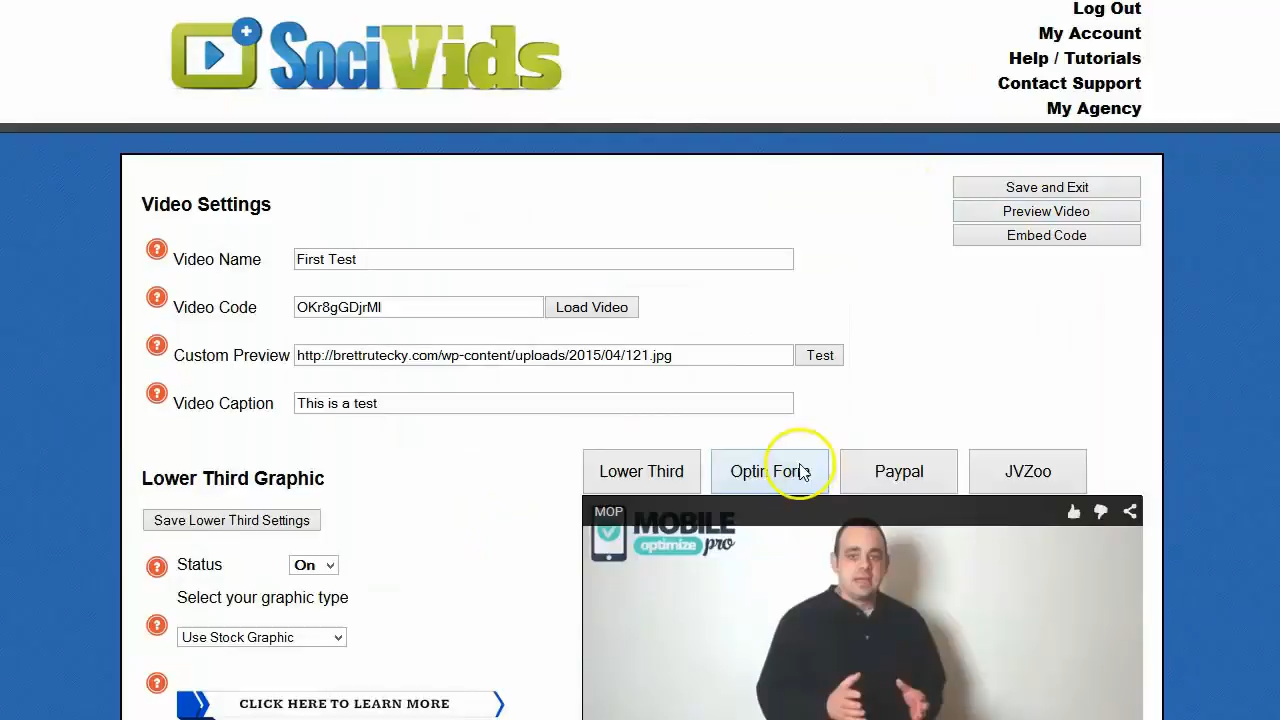 SociVids
Log Out
My Account
Help / Tutorials
Contact Support
My Agency
Video Settings
Save and Exit
Preview Video
Embed Code
? Video Name First Test
? Video Code OKr8gGDjrMI Load Video
? Custom Preview http://brettrutecky.com/wp-content/uploads/2015/04/121.jpg Test
? Video Caption This is a test
Lower Third Optin Form Paypal JVZoo
Lower Third Graphic
Save Lower Third Settings
? Status On
Select your graphic type
? Use Stock Graphic
?
CLICK HERE TO LEARN MORE
MOP
MOBILE
optimize pro